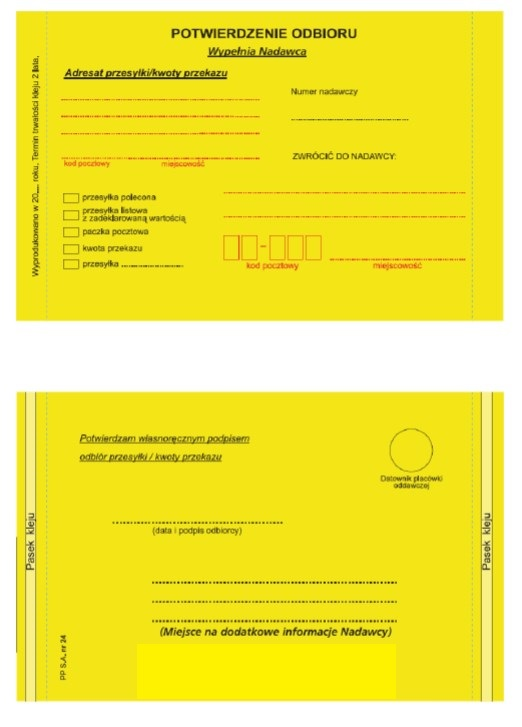 POTWIERDZENIE ODBIORU
Wypełnia Nadawca
Adresat przesyłki/kwoty przekazu
Numer nadawczy
ZWRÓCIĆ DO NADAWCY:
kod pocztowy miejscowość
przesyłka polecona
przesyłka listowa
z zadeklarowaną wartością
paczka pocztowa
kwota przekazu
przesyłka
kod pocztowy miejscowość
Wyprodukowano w 20__ roku, Termin trwałości kleju 2 lata.
Potwierdzam własnoręcznym podpisem
odbiór przesyłki / kwoty przekazu
Datownik placówki
oddawczej
Pasek kleju
Pasek kleju
(data i podpis odbiorcy)
(Miejsce na dodatkowe informacje Nadawcy)
PP S.A. nr 24